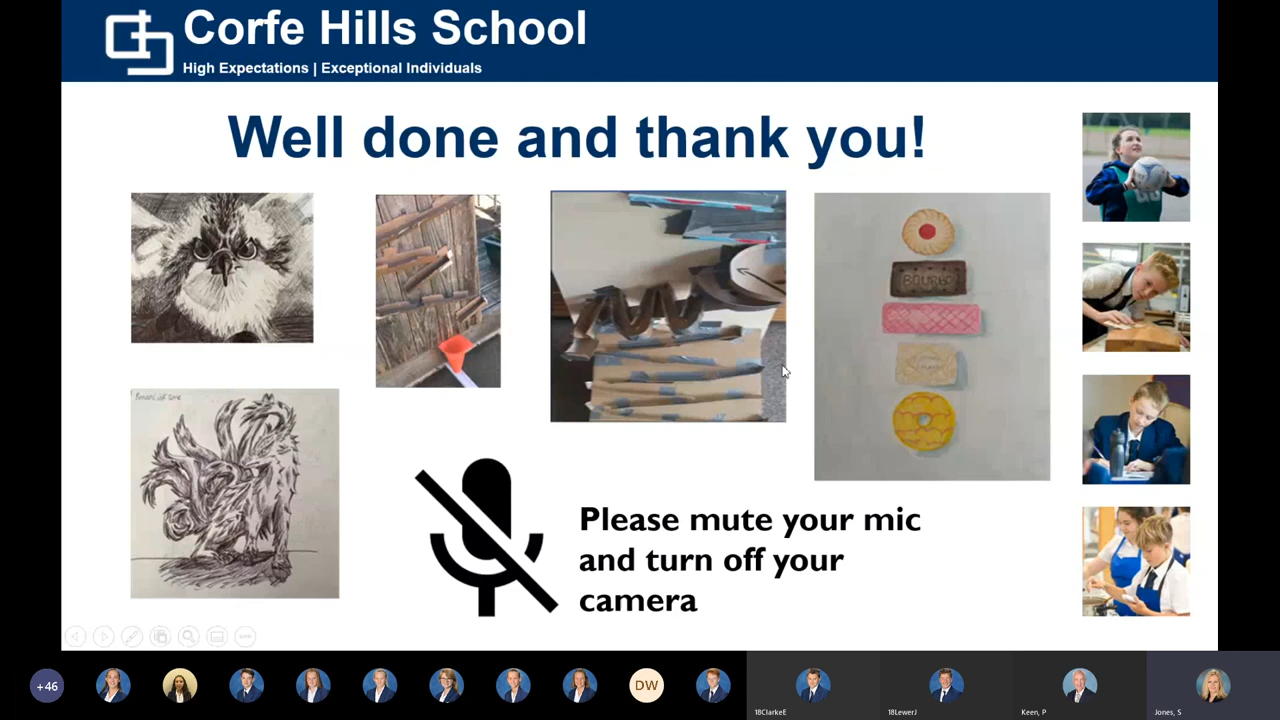 Corfe Hills School
High Expectations | Exceptional Individuals
Well done and thank you!
BOURBO
Please mute your mic
and turn off your
camera
+46
DW
18ClarkeE
18LewerJ
Keen, P
Jones, S